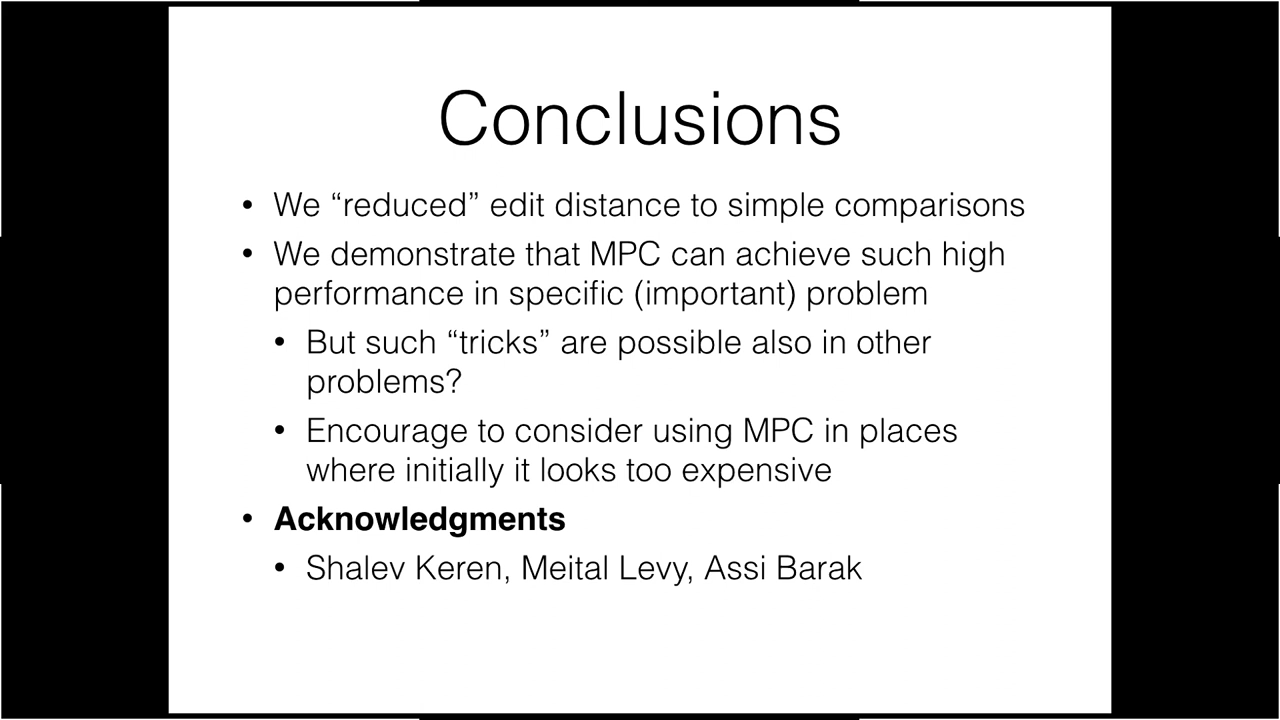 Conclusions
• We “reduced” edit distance to simple comparisons
• We demonstrate that MPC can achieve such high
performance in specific (important) problem
• But such “tricks” are possible also in other
problems?
• Encourage to consider using MPC in places
where initially it looks too expensive
• Acknowledgments
• Shalev Keren, Meital Levy, Assi Barak